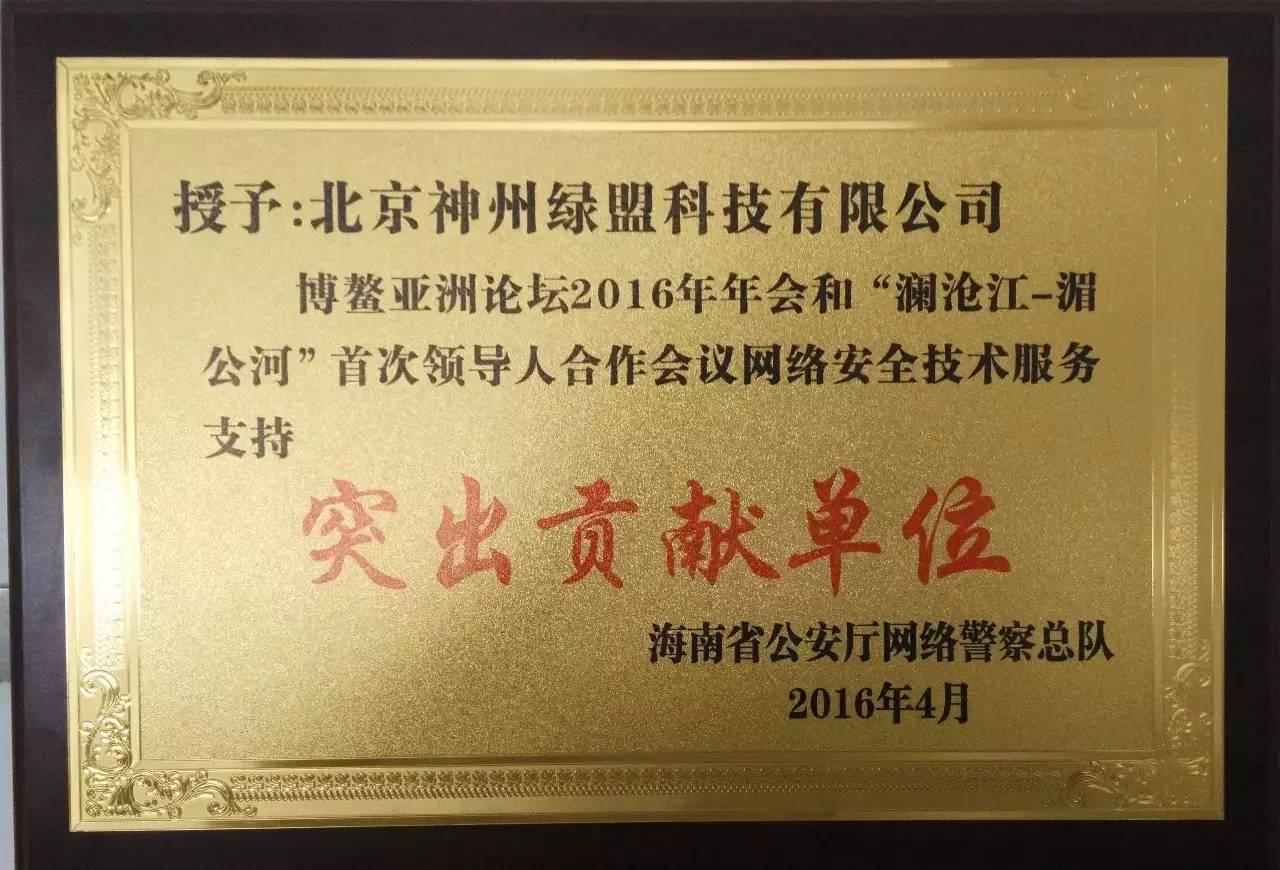 授予:北京神州绿盟科技有限公司
博鳌亚洲论坛2016年年会和“澜沧江-湄
公河”首次领导人合作会议网络安全技术服务
支持
突出贡献单位
海南省公安厅网络警察总队
2016年4月